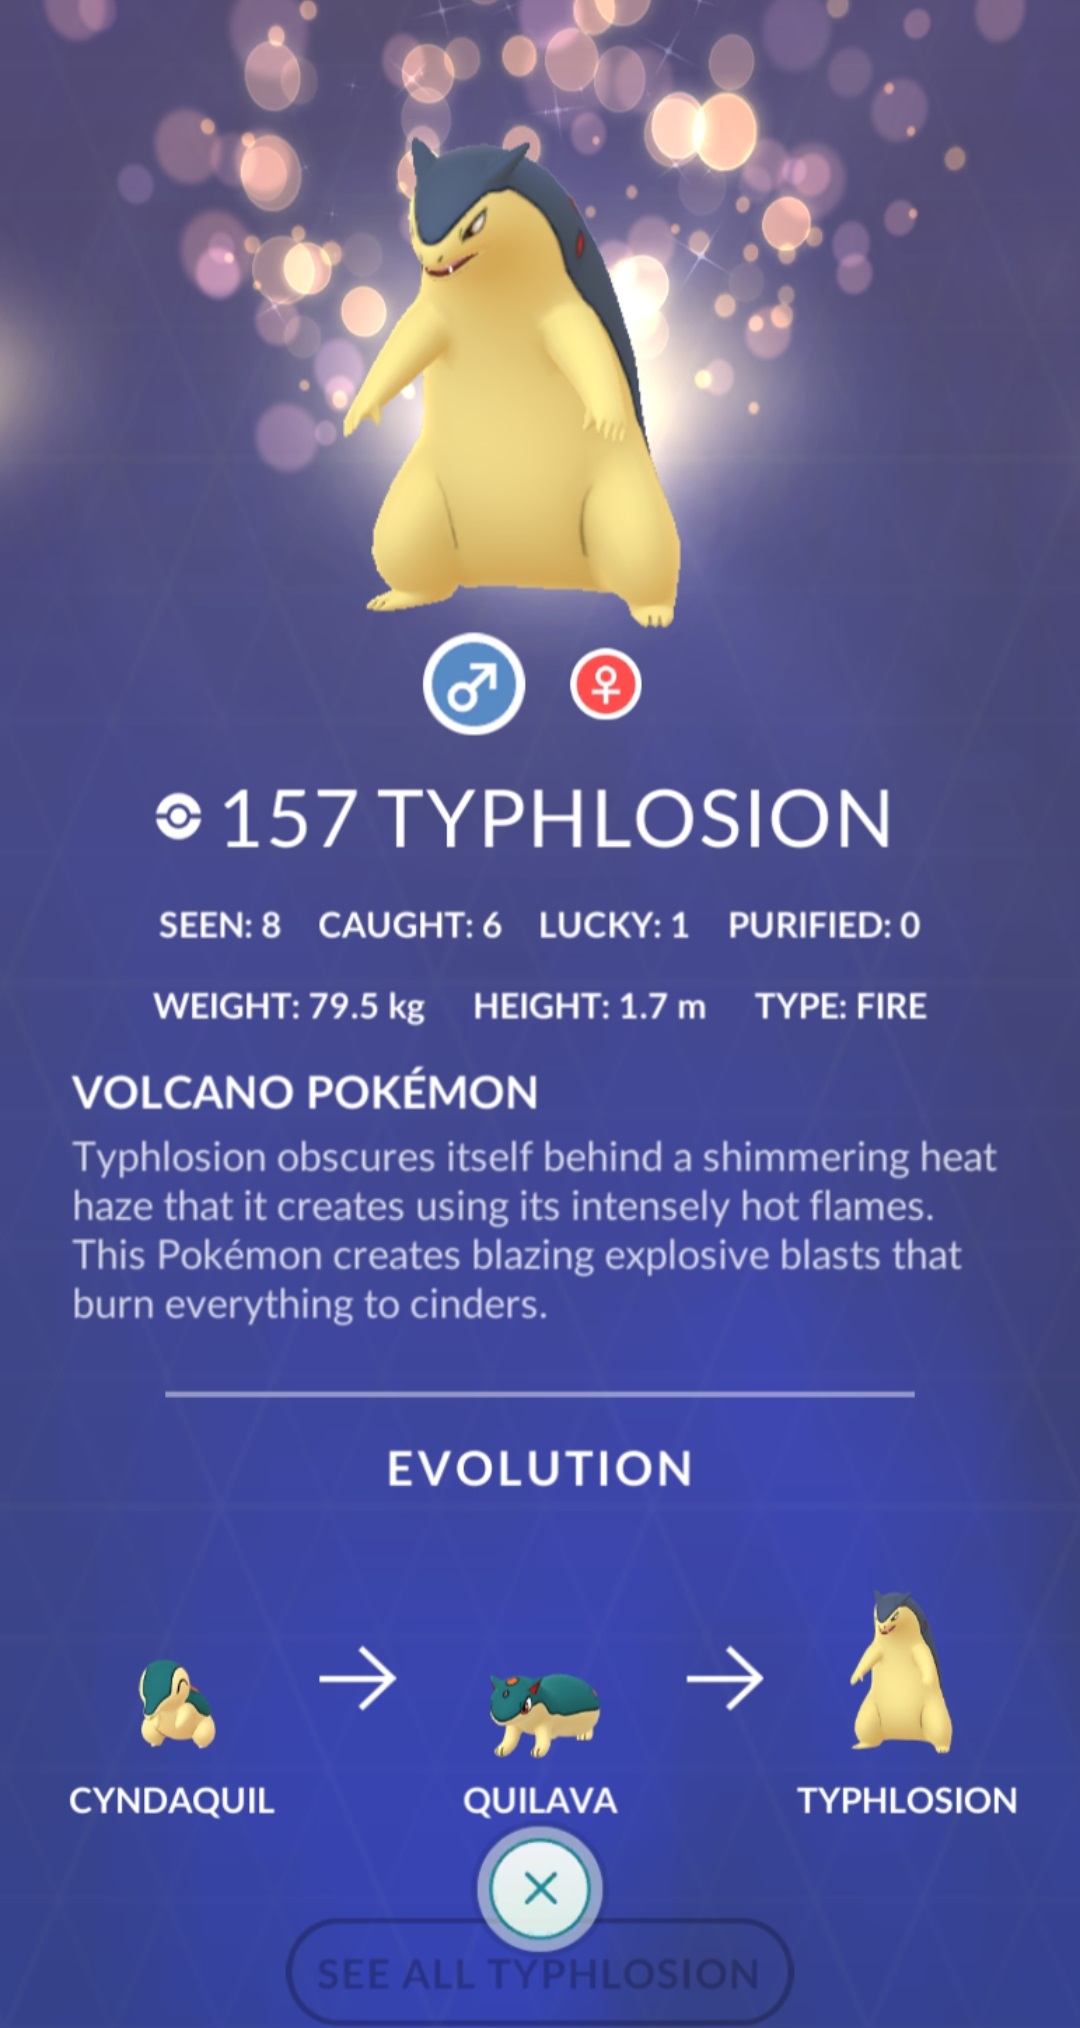 157 TYPHLOSION
SEEN: 8 CAUGHT: 6 LUCKY: 1 PURIFIED: 0
WEIGHT: 79.5 kg HEIGHT: 1.7 m TYPE: FIRE
VOLCANO POKÉMON
Typhlosion obscures itself behind a shimmering heat
haze that it creates using its intensely hot flames.
This Pokémon creates blazing explosive blasts that
burn everything to cinders.
EVOLUTION
CYNDAQUIL QUILAVA TYPHLOSION
SEE ALL TYPHLOSION